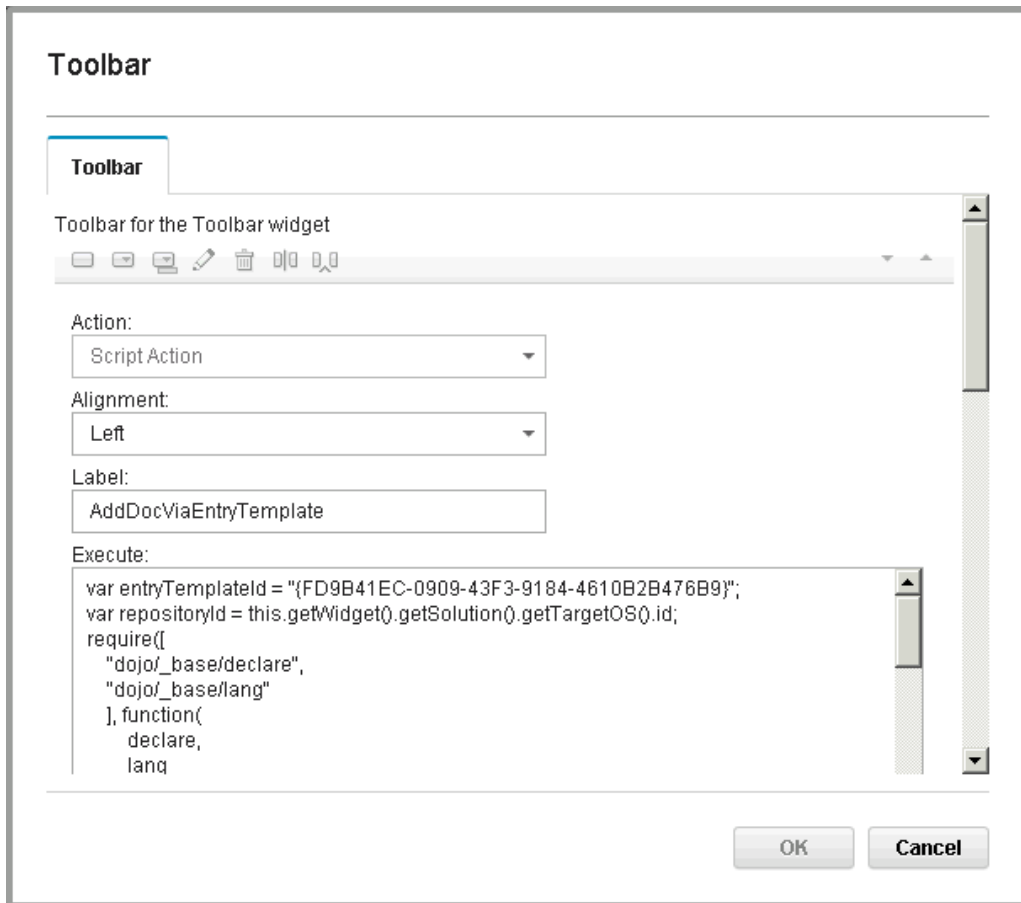 Toolbar
Toolbar
Toolbar for the Toolbar widget
Action:
Script Action
Alignment:
Left
Label:
AddDocViaEntryTemplate
Execute:
var entryTemplateId = "{FD9B41EC-0909-43F3-9184-4610B2B476B9}";
var repositoryId = this.getWidget().getSolution().getTargetOS().id;
require([
"dojo/_base/declare",
"dojo/_base/lang"
], function(
declare,
lang
OK
Cancel